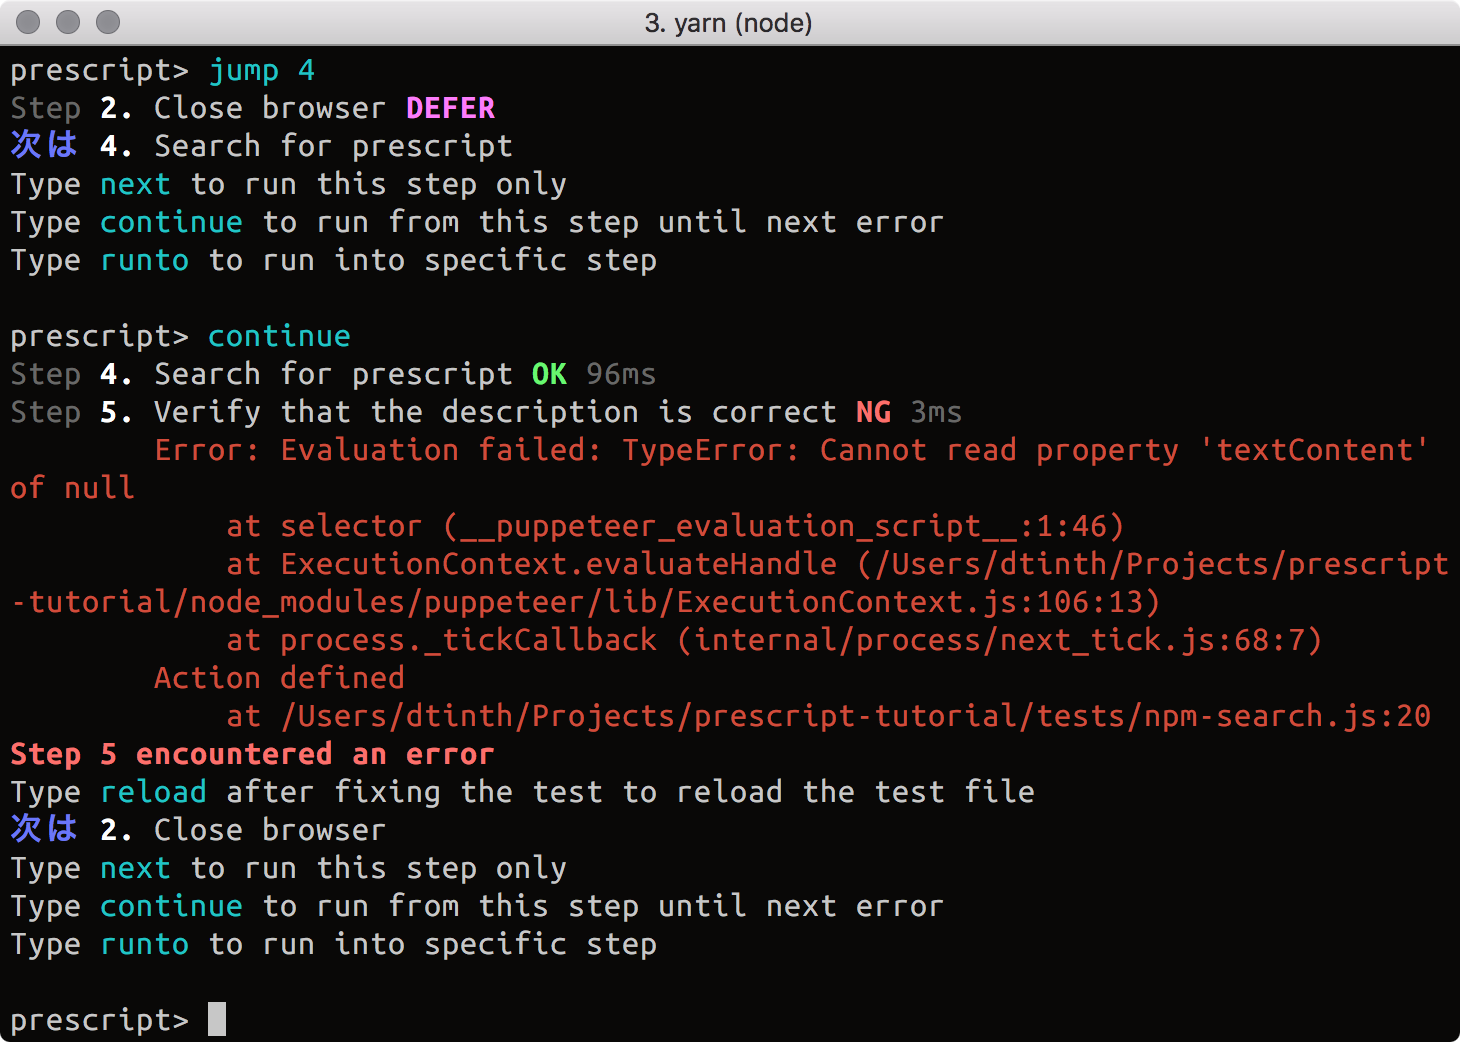 3. yarn (node)
prescript> jump 4
Step 2. Close browser DEFER
次は 4. Search for prescript
Type next to run this step only
Type continue to run from this step until next error
Type runto to run into specific step
prescript> continue
Step 4. Search for prescript OK 96ms
Step 5. Verify that the description is correct NG 3ms
Error: Evaluation failed: TypeError: Cannot read property 'textContent'
of null
at selector (__puppeteer_evaluation_script__:1:46)
at ExecutionContext.evaluateHandle (/Users/dtinth/Projects/prescript
-tutorial/node_modules/puppeteer/lib/ExecutionContext.js:106:13)
at process._tickCallback (internal/process/next_tick.js:68:7)
Action defined
at /Users/dtinth/Projects/prescript-tutorial/tests/npm-search.js:20
Step 5 encountered an error
Type reload after fixing the test to reload the test file
次は 2. Close browser
Type next to run this step only
Type continue to run from this step until next error
Type runto to run into specific step
prescript>